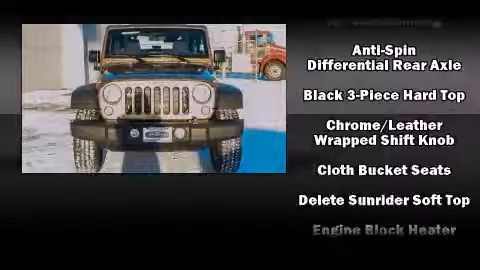 Anti-Spin
Differential Rear Axle
Black 3-Piece Hard Top
Chrome/Leather
Wrapped Shift Knob
Cloth Bucket Seats
Delete Sunrider Soft Top
Engine Block Heater